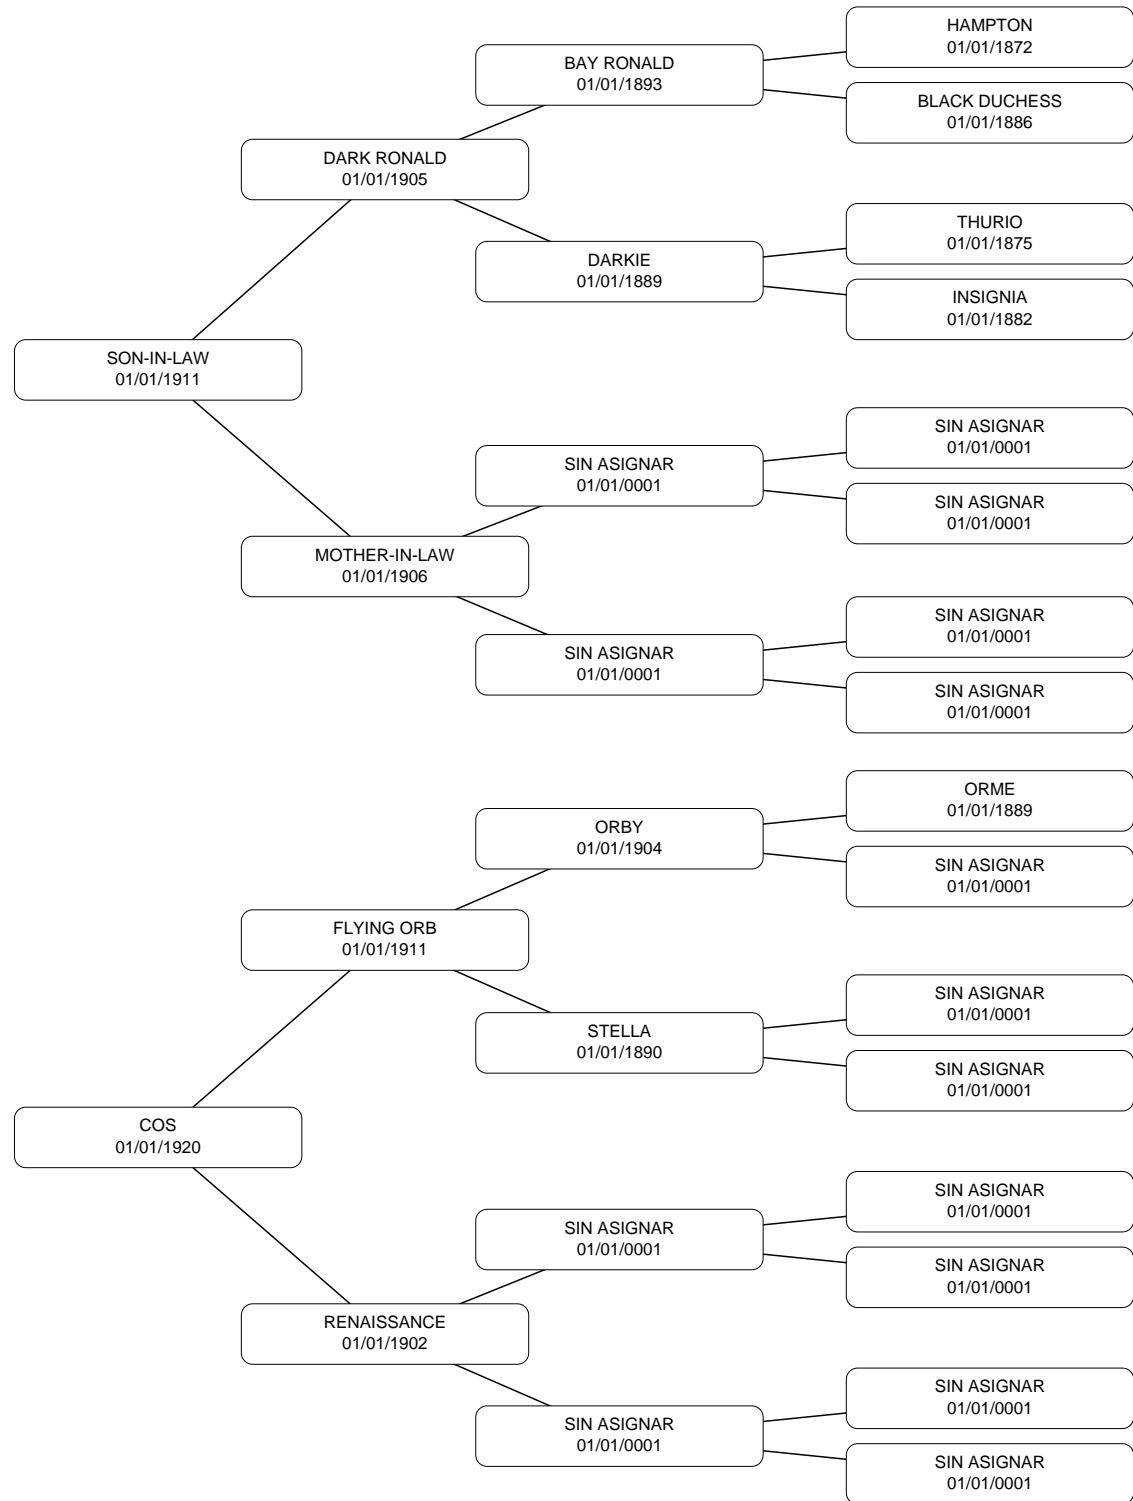 HAMPTON
01/01/1872
BAY RONALD
01/01/1893
BLACK DUCHESS
01/01/1886
DARK RONALD
01/01/1905
THURIO
01/01/1875
DARKIE
01/01/1889
INSIGNIA
01/01/1882
SON-IN-LAW
01/01/1911
SIN ASIGNAR
01/01/0001
SIN ASIGNAR
01/01/0001
SIN ASIGNAR
01/01/0001
MOTHER-IN-LAW
01/01/1906
SIN ASIGNAR
01/01/0001
SIN ASIGNAR
01/01/0001
SIN ASIGNAR
01/01/0001
ORME
01/01/1889
ORBY
01/01/1904
SIN ASIGNAR
01/01/0001
FLYING ORB
01/01/1911
SIN ASIGNAR
01/01/0001
STELLA
01/01/1890
SIN ASIGNAR
01/01/0001
COS
01/01/1920
SIN ASIGNAR
01/01/0001
SIN ASIGNAR
01/01/0001
SIN ASIGNAR
01/01/0001
RENAISSANCE
01/01/1902
SIN ASIGNAR
01/01/0001
SIN ASIGNAR
01/01/0001
SIN ASIGNAR
01/01/0001